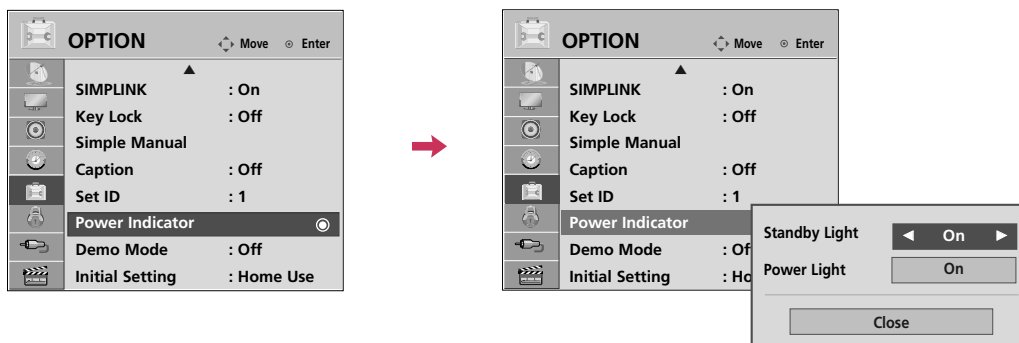 OPTION Move Enter
SIMPLINK : On
Key Lock : Off
Simple Manual
Caption : Off
Set ID : 1
Power Indicator
Demo Mode : Off
Initial Setting : Home Use
OPTION Move Enter
SIMPLINK : On
Key Lock : Off
Simple Manual
Caption : Off
Set ID : 1
Power Indicator
Demo Mode : Of
Initial Setting : Ho
Standby Light ◀ On ▶
Power Light On
Close